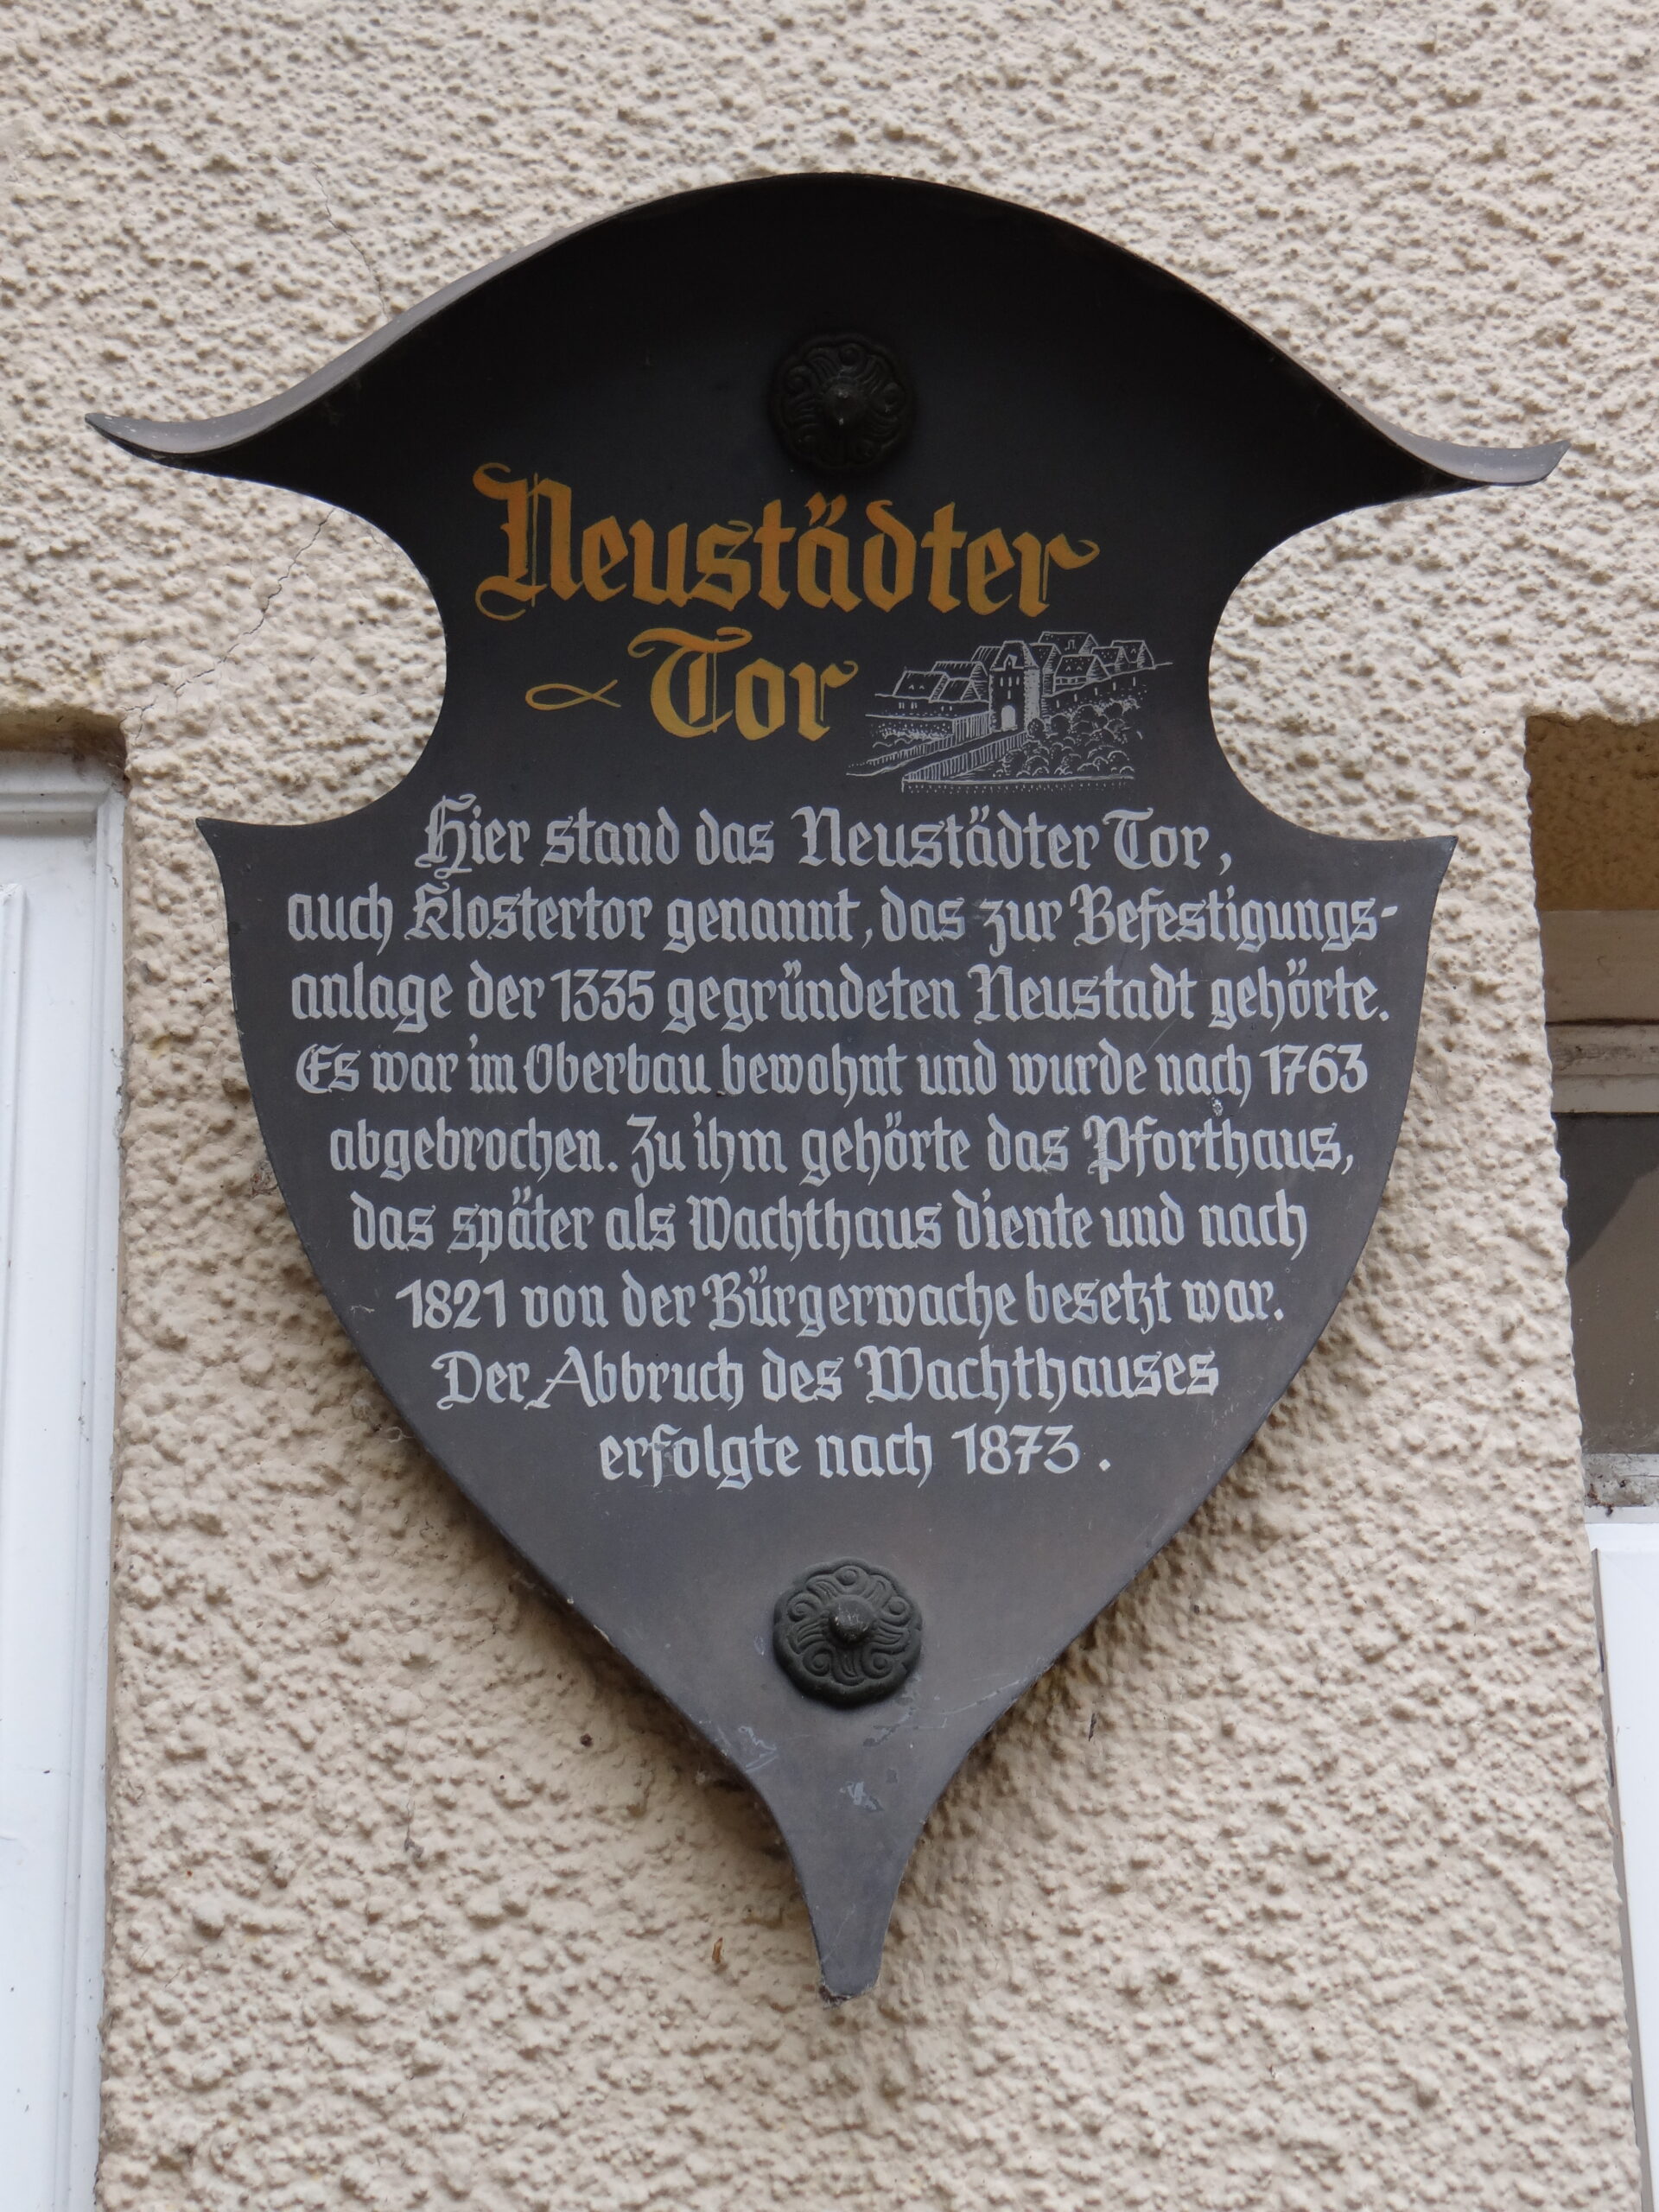 Neustädter
Tor
Hier stand das Neustädter Tor,
auch Klostertor genannt, das zur Befestigungs-
anlage der 1335 gegründeten Neustadt gehörte.
Es war im Oberbau bewohnt und wurde nach 1763
abgebrochen. Zu ihm gehörte das Pforthaus,
das später als Wachthaus diente und nach
1821 von der Bürgerwache besetzt war.
Der Abbruch des Wachthauses
erfolgte nach 1873.